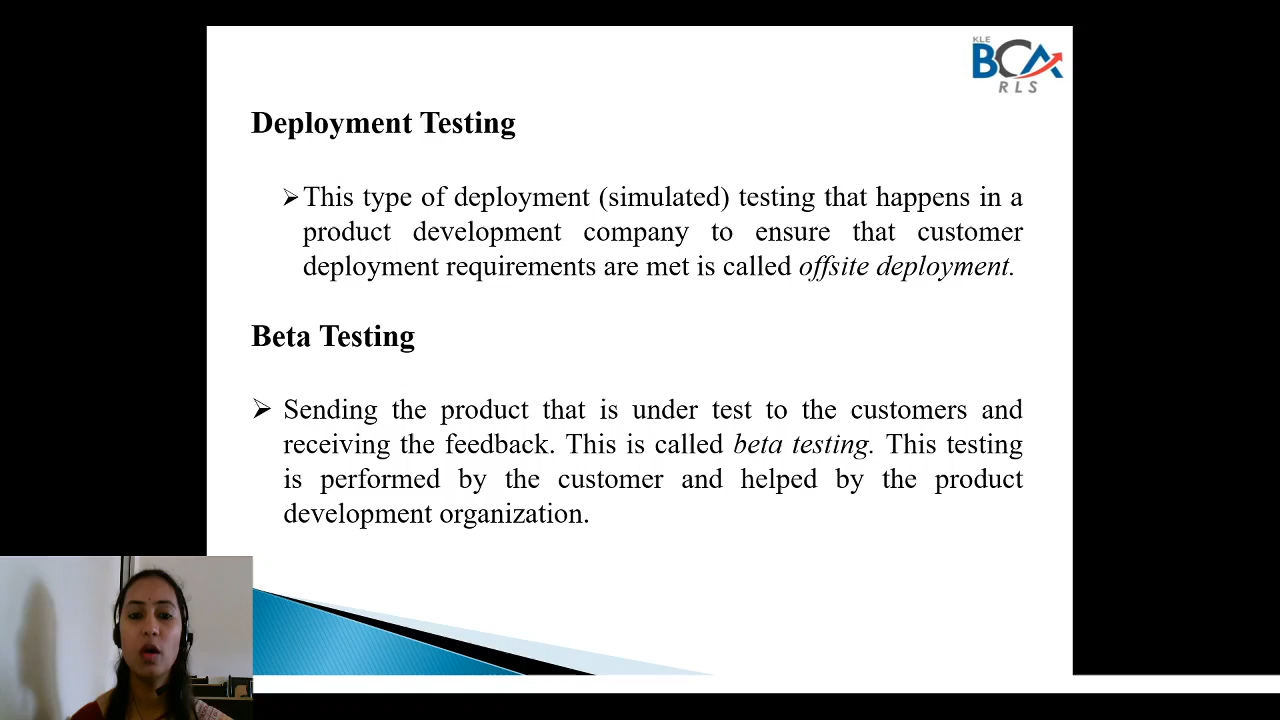 KLE
BCA
RLS
Deployment Testing
➢This type of deployment (simulated) testing that happens in a
product development company to ensure that customer
deployment requirements are met is called offsite deployment.
Beta Testing
➢ Sending the product that is under test to the customers and
receiving the feedback. This is called beta testing. This testing
is performed by the customer and helped by the product
development organization.